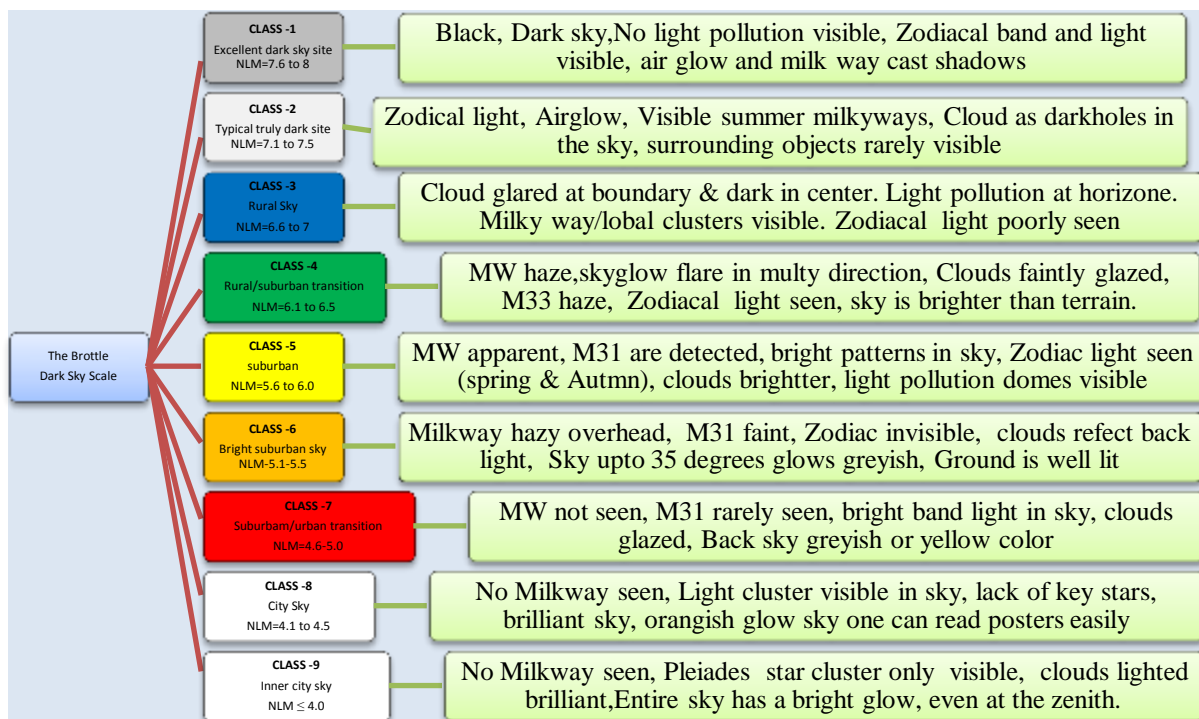 The Brottle
Dark Sky Scale
CLASS -1
Excellent dark sky site
NLM=7.6 to 8
Black, Dark sky,No light pollution visible, Zodiacal band and light
visible, air glow and milk way cast shadows
CLASS -2
Typical truly dark site
NLM=7.1 to 7.5
Zodical light, Airglow, Visible summer milkyways, Cloud as darkholes in
the sky, surrounding objects rarely visible
CLASS -3
Rural Sky
NLM=6.6 to 7
Cloud glared at boundary & dark in center. Light pollution at horizone.
Milky way/lobal clusters visible. Zodiacal light poorly seen
CLASS -4
Rural/suburban transition
NLM=6.1 to 6.5
MW haze,skyglow flare in multy direction, Clouds faintly glazed,
M33 haze, Zodiacal light seen, sky is brighter than terrain.
CLASS -5
suburban
NLM=5.6 to 6.0
MW apparent, M31 are detected, bright patterns in sky, Zodiac light seen
(spring & Autmn), clouds brightter, light pollution domes visible
CLASS -6
Bright suburban sky
NLM-5.1-5.5
Milkway hazy overhead, M31 faint, Zodiac invisible, clouds refect back
light, Sky upto 35 degrees glows greyish, Ground is well lit
CLASS -7
Suburbam/urban transition
NLM=4.6-5.0
MW not seen, M31 rarely seen, bright band light in sky, clouds
glazed, Back sky greyish or yellow color
CLASS -8
City Sky
NLM=4.1 to 4.5
No Milkway seen, Light cluster visible in sky, lack of key stars,
brilliant sky, orangish glow sky one can read posters easily
CLASS -9
Inner city sky
NLM ≤ 4.0
No Milkway seen, Pleiades star cluster only visible, clouds lighted
brilliant,Entire sky has a bright glow, even at the zenith.